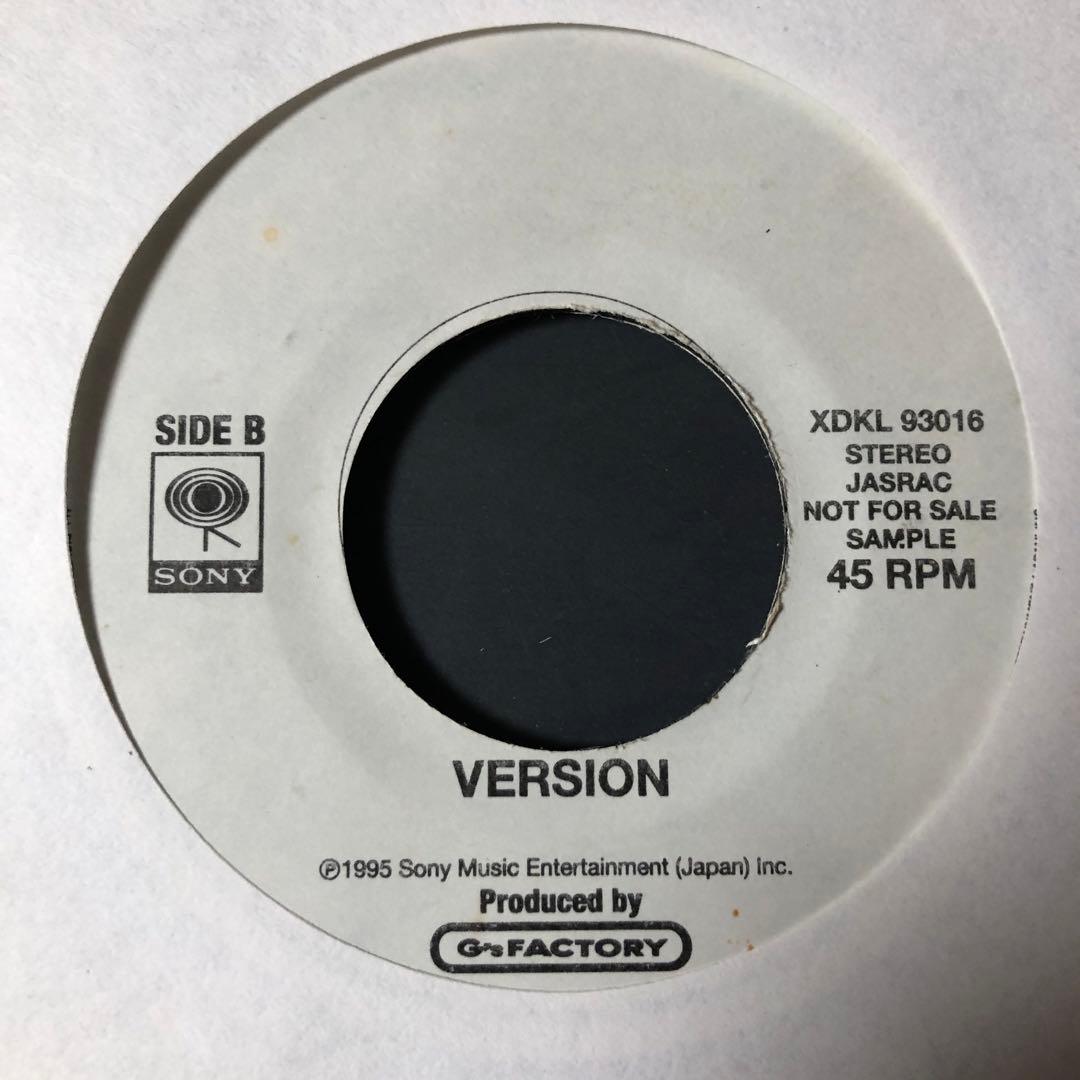 SIDE B
SONY
XDKL 93016
STEREO
JASRAC
NOT FOR SALE
SAMPLE
45 RPM
VERSION
℗1995 Sony Music Entertainment (Japan) Inc.
Produced by
G's FACTORY